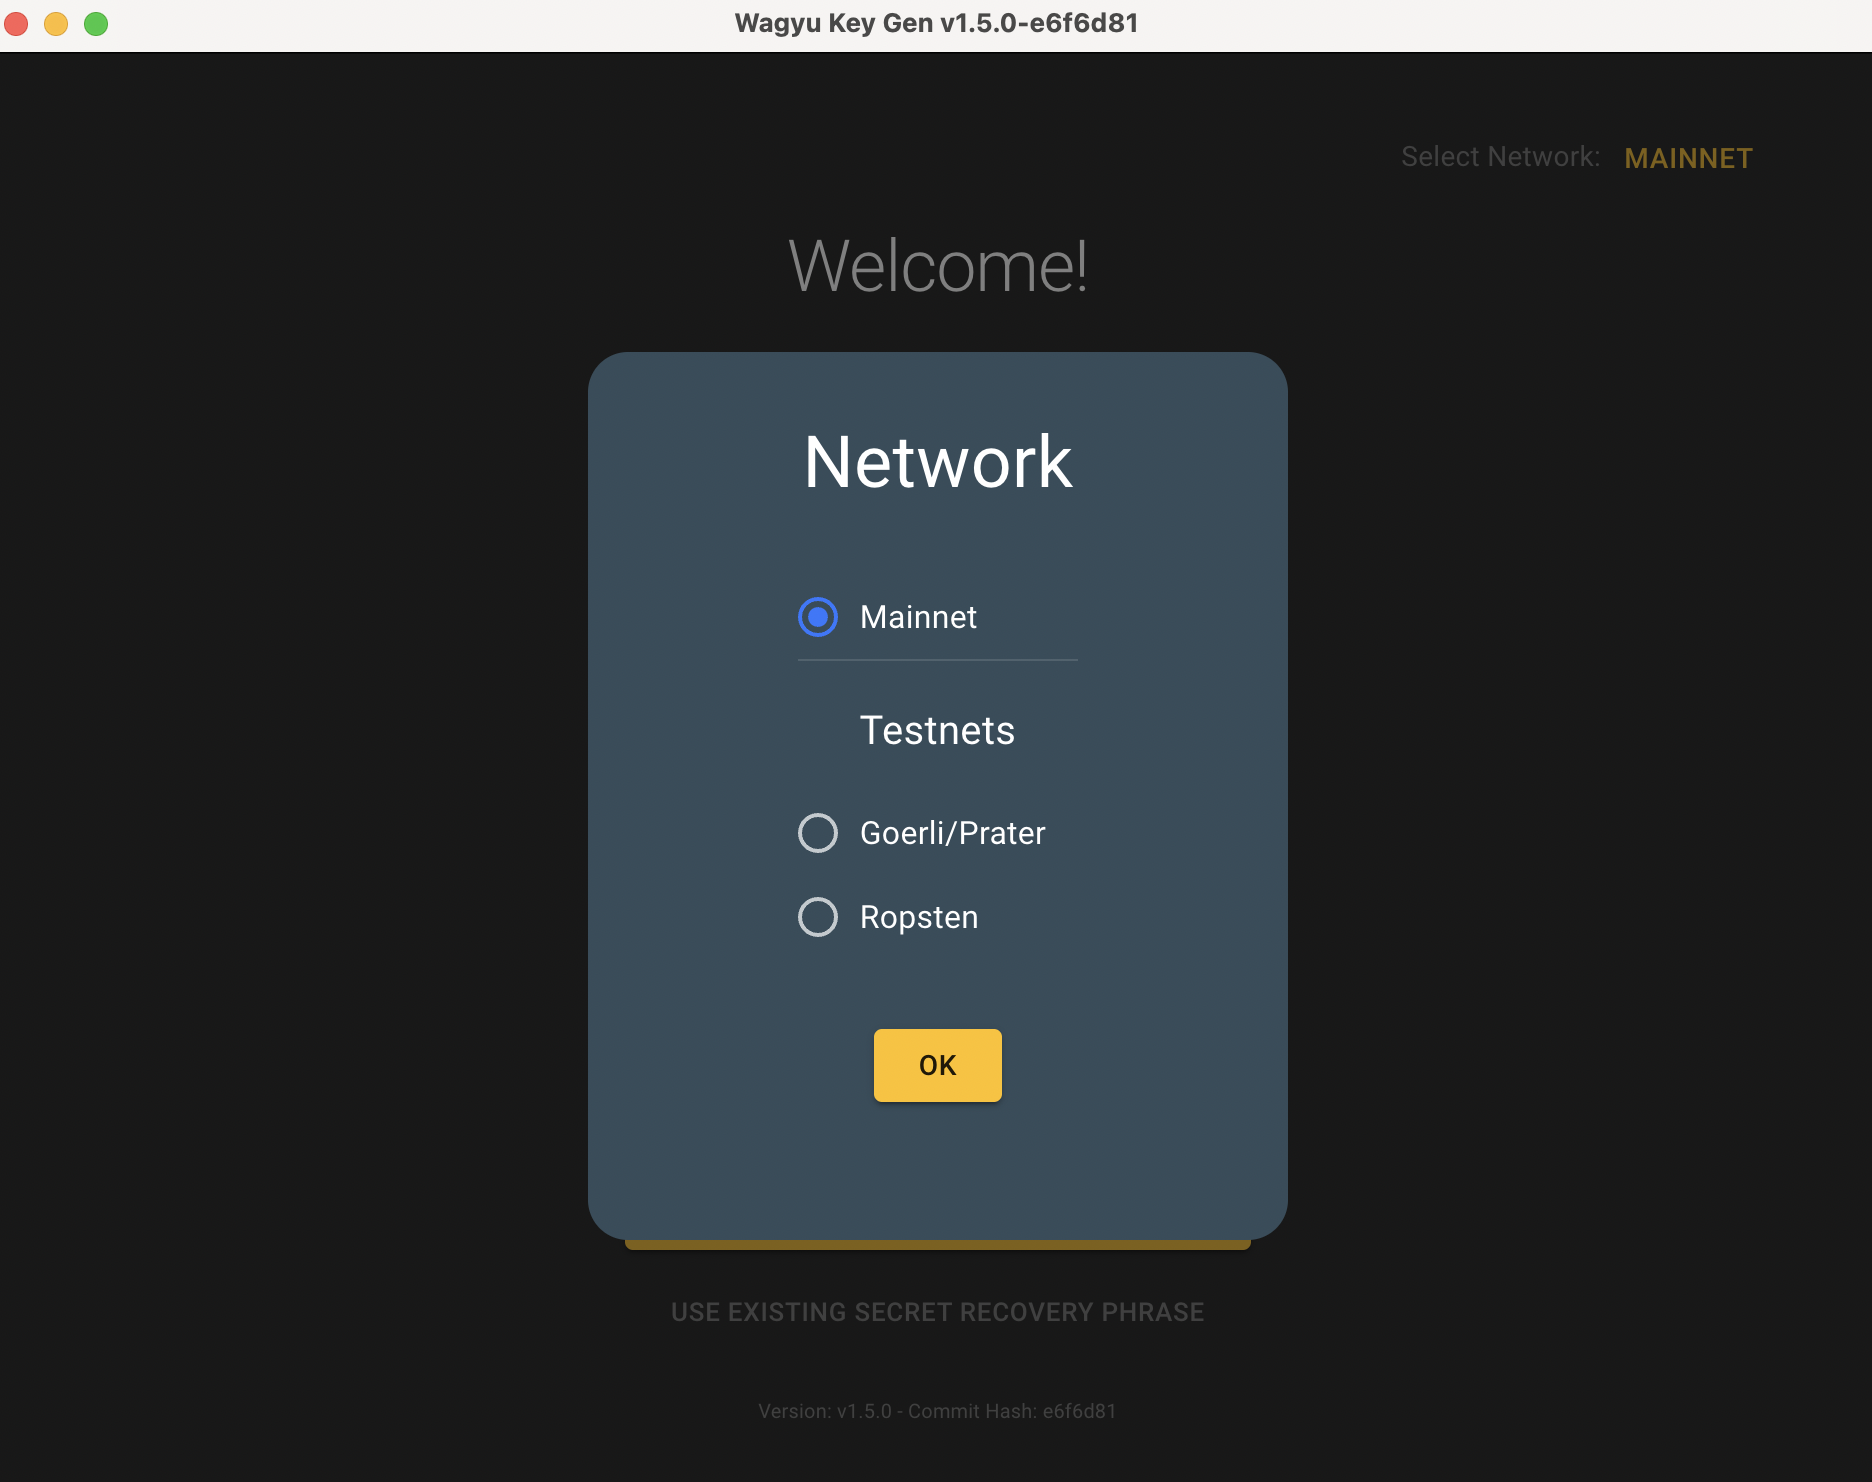 Wagyu Key Gen v1.5.0-e6f6d81
Select Network: MAINNET
Welcome!
Network
Mainnet
Testnets
Goerli/Prater
Ropsten
OK
USE EXISTING SECRET RECOVERY PHRASE
Version: v1.5.0 - Commit Hash: e6f6d81